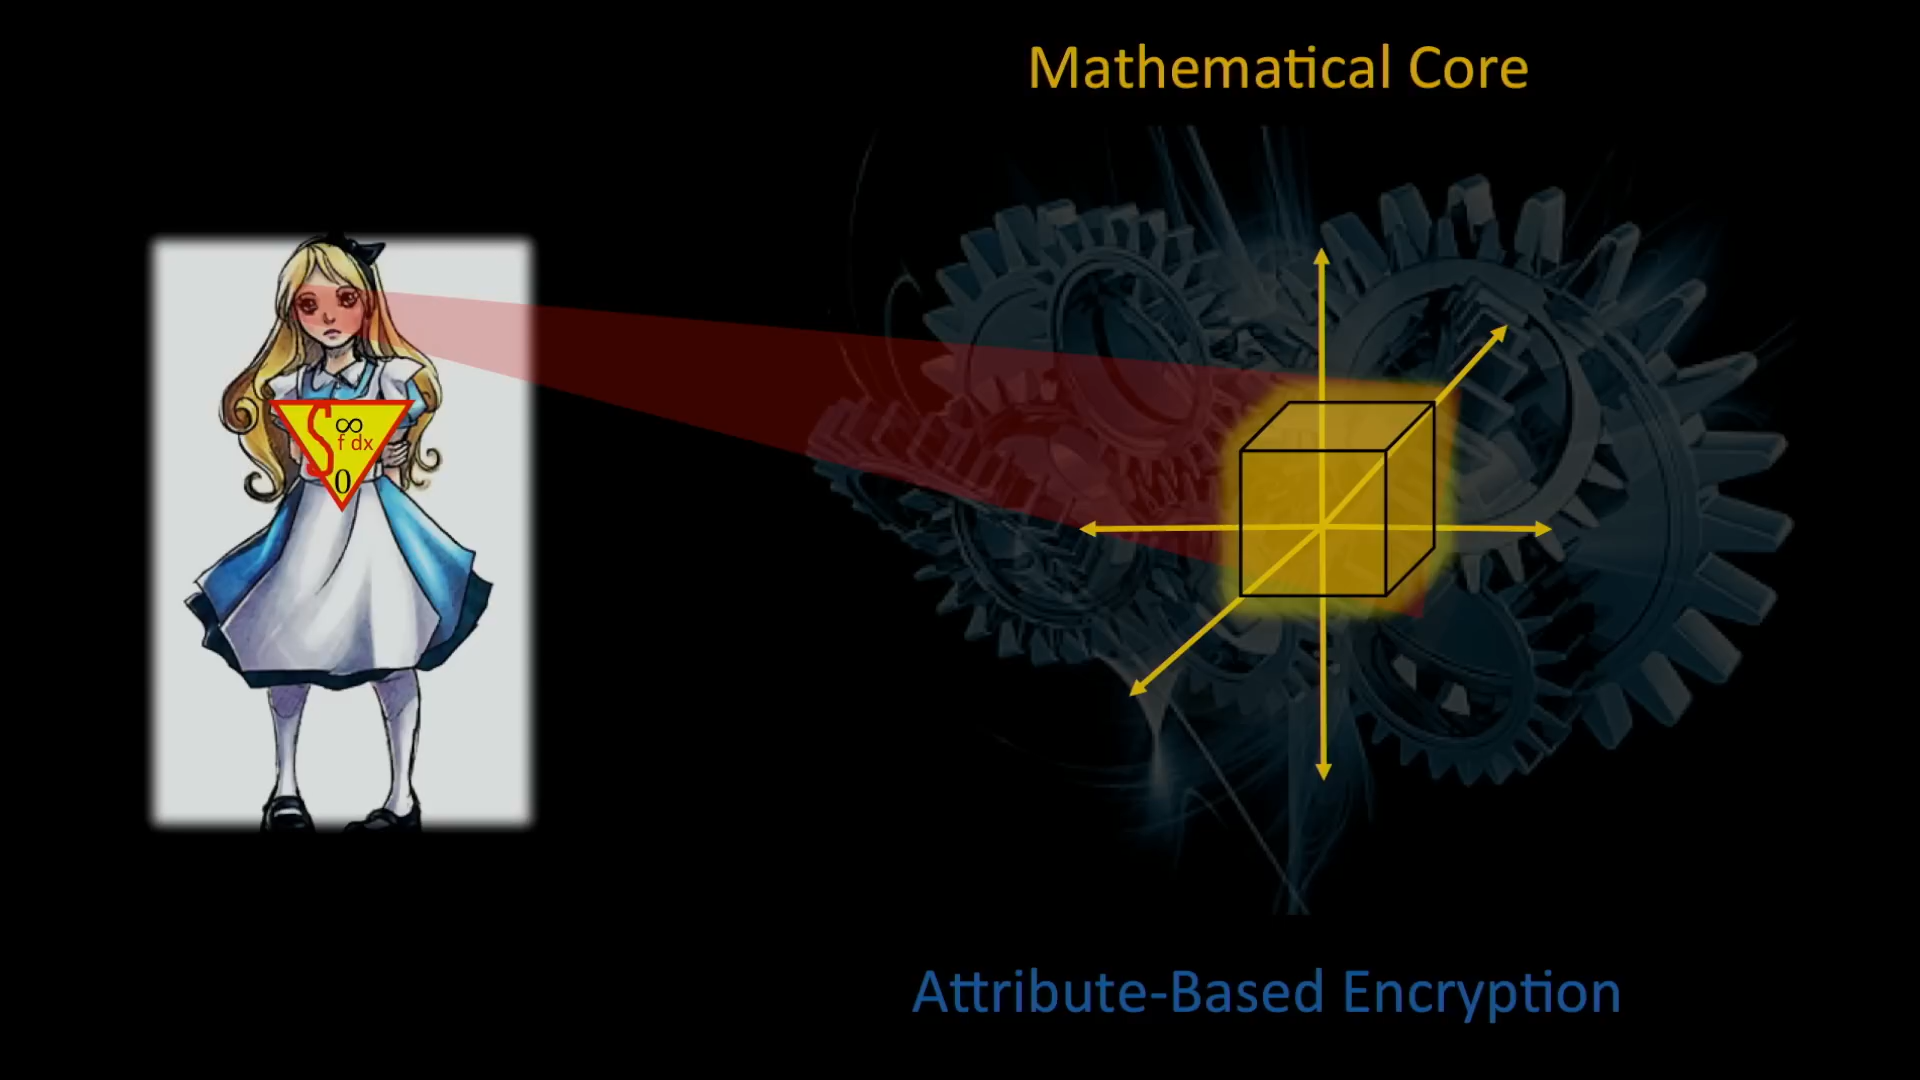 Mathematical Core
S ∞
f dx
0
Attribute-Based Encryption